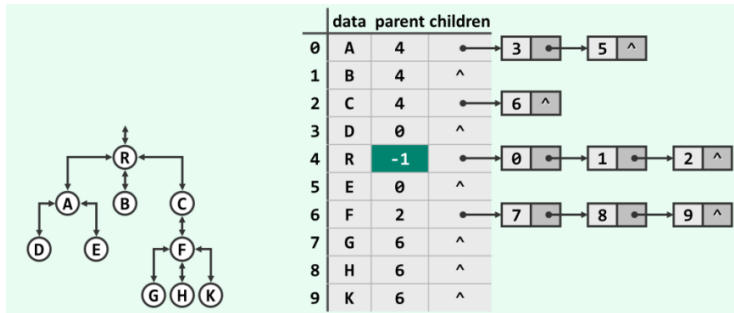 data parent children
0 A 4 3 5 ^
1 B 4 ^
2 C 4 6 ^
3 D 0 ^
4 R -1 0 1 2 ^
5 E 0 ^
6 F 2 7 8 9 ^
7 G 6 ^
8 H 6 ^
9 K 6 ^
R
A B C
D E F
G H K